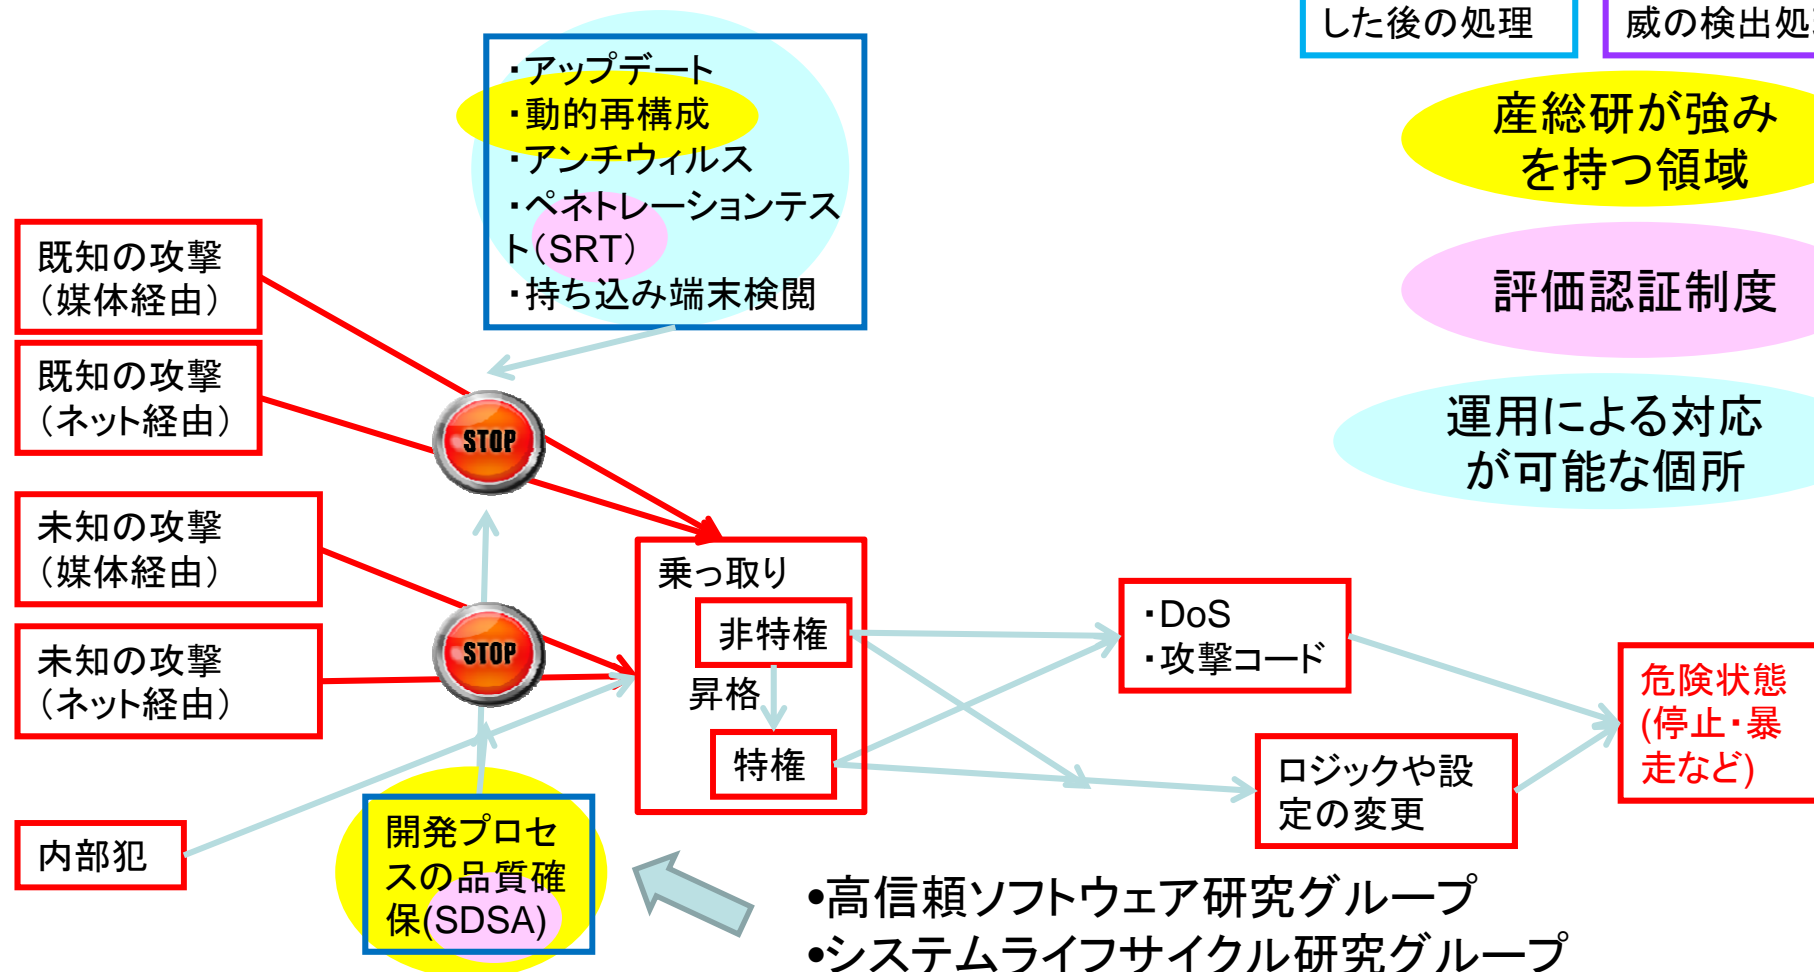 した後の処理
威の検出処
・アップデート
・動的再構成
・アンチウィルス
・ペネトレーションテス
ト(SRT)
・持ち込み端末検閲
産総研が強み
を持つ領域
評価認証制度
運用による対応
が可能な個所
既知の攻撃
(媒体経由)
既知の攻撃
(ネット経由)
STOP
未知の攻撃
(媒体経由)
未知の攻撃
(ネット経由)
STOP
内部犯
乗っ取り
非特権
昇格
特権
・DoS
・攻撃コード
ロジックや設
定の変更
危険状態
(停止・暴
走など)
開発プロセ
スの品質確
保(SDSA)
•高信頼ソフトウェア研究グループ
•システムライフサイクル研究グループ